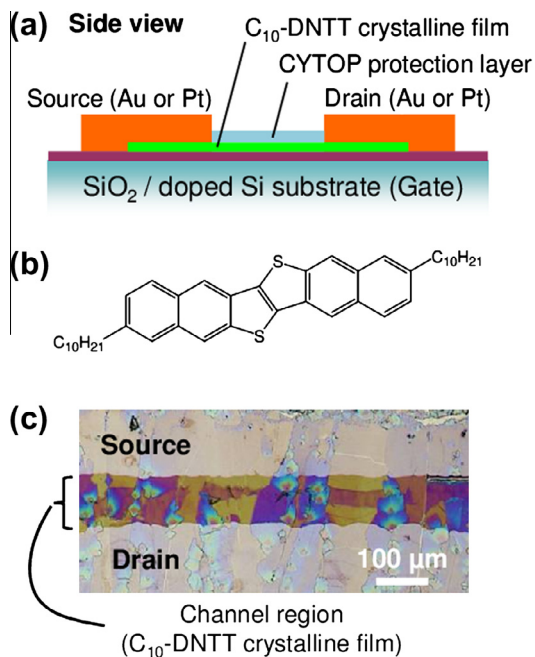 (a) Side view
C₁₀-DNTT crystalline film
CYTOP protection layer
Source (Au or Pt)
Drain (Au or Pt)
SiO₂ / doped Si substrate (Gate)
(b)
S
C₁₀H₂₁
C₁₀H₂₁
S
(c)
Source
Drain
100 μm
Channel region
(C₁₀-DNTT crystalline film)